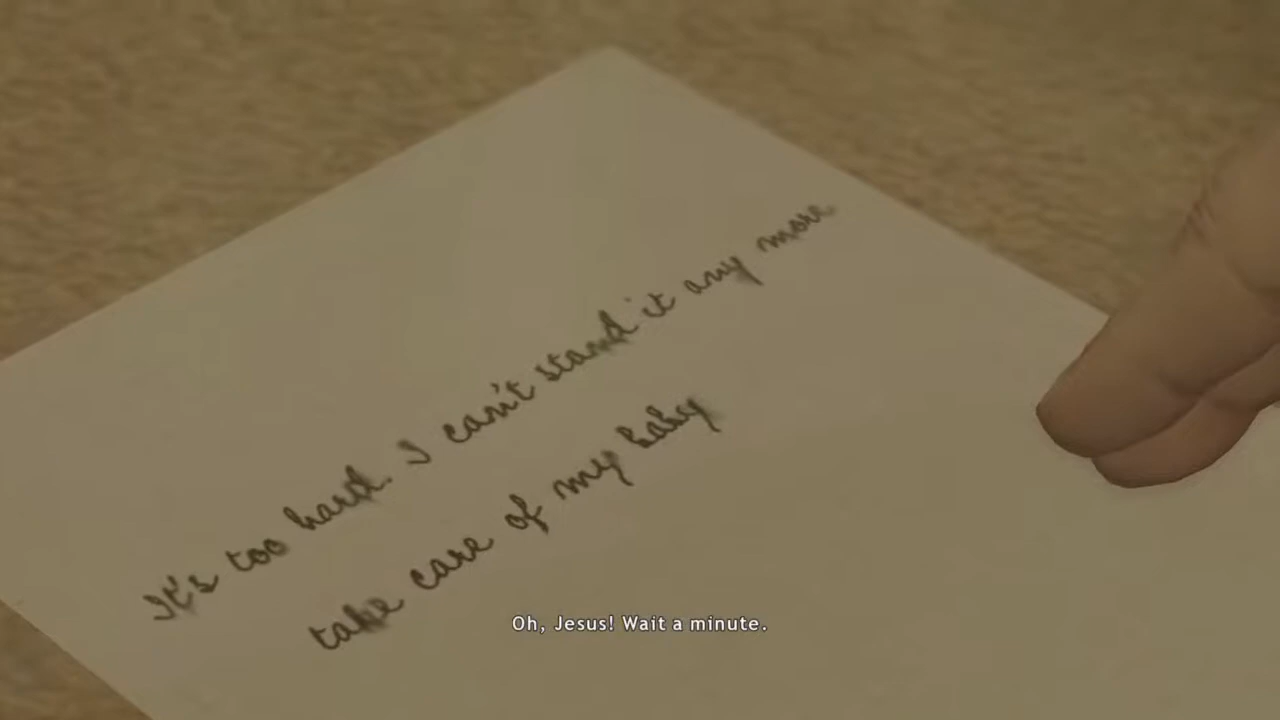 It's too hard. I can't stand it any more
take care of my baby
Oh, Jesus! Wait a minute.